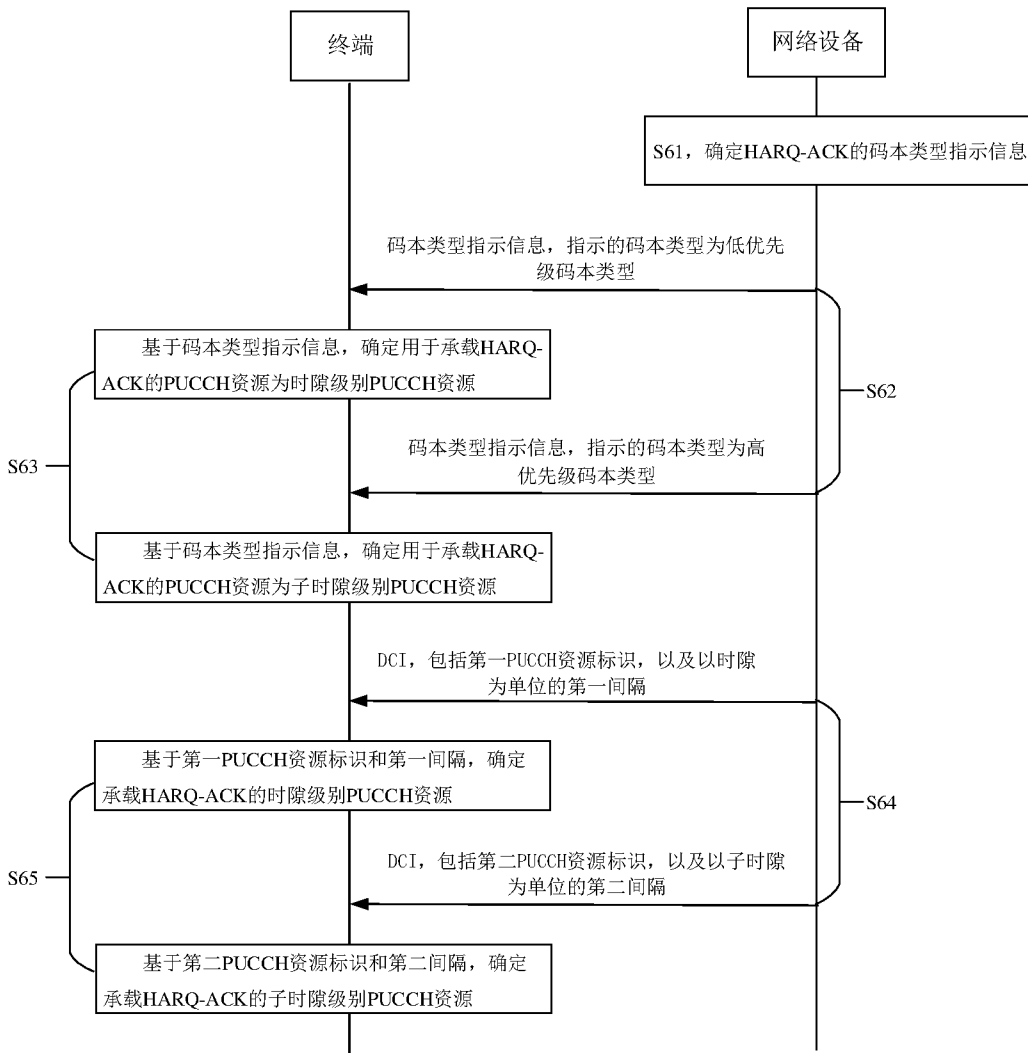 终端
网络设备
S61，确定HARQ-ACK的码本类型指示信息
码本类型指示信息，指示的码本类型为低优先
级码本类型
基于码本类型指示信息，确定用于承载HARQ-
ACK的PUCCH资源为时隙级别PUCCH资源
S62
码本类型指示信息，指示的码本类型为高
优先级码本类型
S63
基于码本类型指示信息，确定用于承载HARQ-
ACK的PUCCH资源为子时隙级别PUCCH资源
DCI，包括第一PUCCH资源标识，以及以时隙
为单位的第一间隔
基于第一PUCCH资源标识和第一间隔，确定
承载HARQ-ACK的时隙级别PUCCH资源
S64
DCI，包括第二PUCCH资源标识，以及以子时隙
为单位的第二间隔
S65
基于第二PUCCH资源标识和第二间隔，确定
承载HARQ-ACK的子时隙级别PUCCH资源